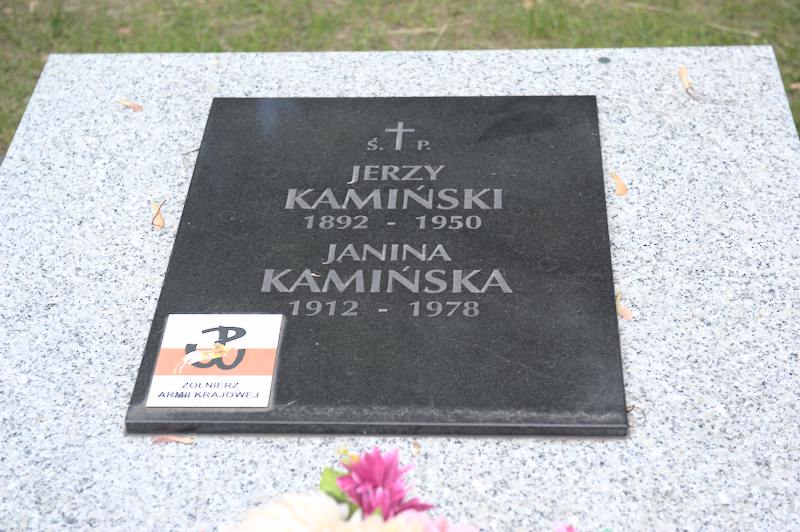 Ś. P.
JERZY
KAMIŃSKI
1892 - 1950
JANINA
KAMIŃSKA
1912 - 1978
ŻOŁNIERZ
ARMII KRAJOWEJ